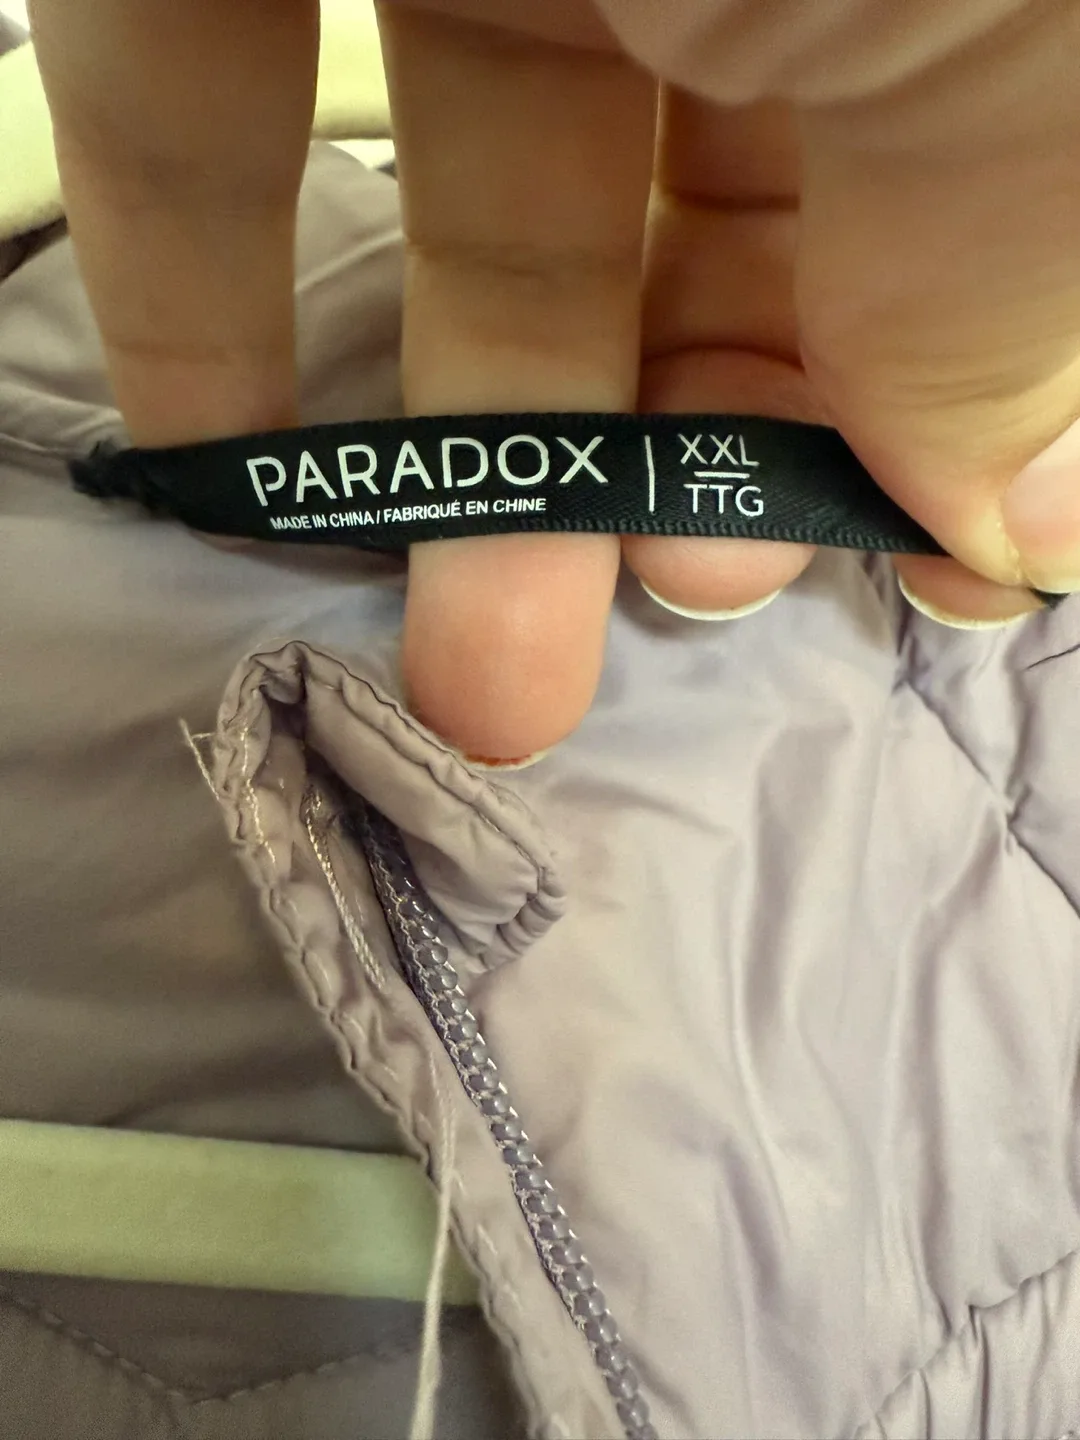 PARADOX | XXL
MADE IN CHINA / FABRIQUÉ EN CHINE
TTG